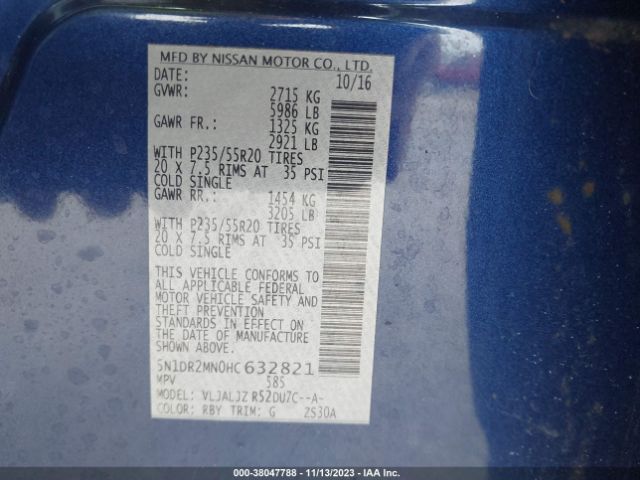 MFD BY NISSAN MOTOR CO., LTD.
DATE: 10/16
GVWR: 2715 KG
5986 LB
GAWR FR.: 1325 KG
2921 LB
WITH P235/55R20 TIRES
20 X 7.5 RIMS AT 35 PSI
COLD SINGLE
GAWR RR.: 1454 KG
3205 LB
WITH P235/55R20 TIRES
20 X 7.5 RIMS AT 35 PSI
COLD SINGLE
THIS VEHICLE CONFORMS TO
ALL APPLICABLE FEDERAL
MOTOR VEHICLE SAFETY AND
THEFT PREVENTION
STANDARDS IN EFFECT ON
THE DATE OF MANUFACTURE
SHOWN ABOVE.
5N1DR2MN0HC632821
MPV 585
MODEL: VLJALJZ R52DU7C--A-
COLOR: RBY TRIM: G ZS30A
000-38047788 - 11/13/2023 - IAA Inc.